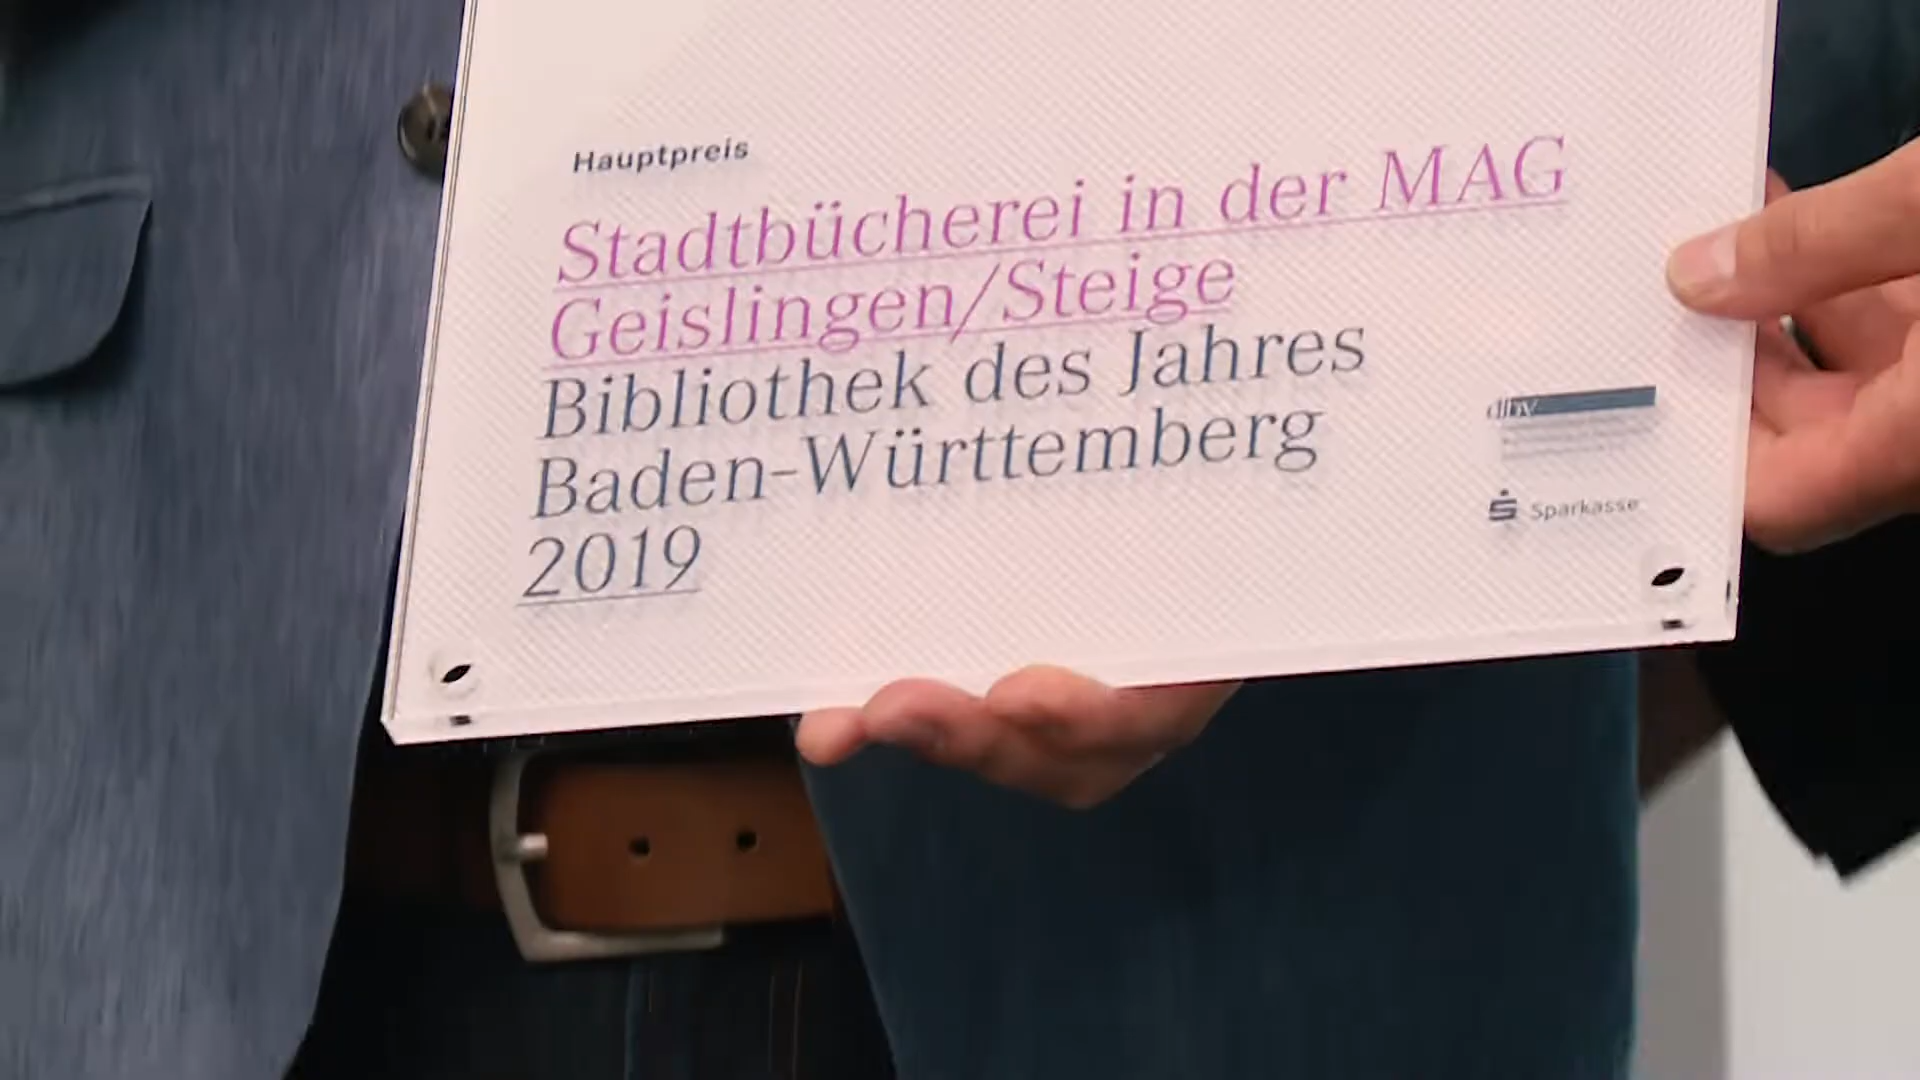 Hauptpreis
Stadtbücherei in der MAG
Geislingen/Steige
Bibliothek des Jahres
Baden-Württemberg
2019
dbv
Sparkasse